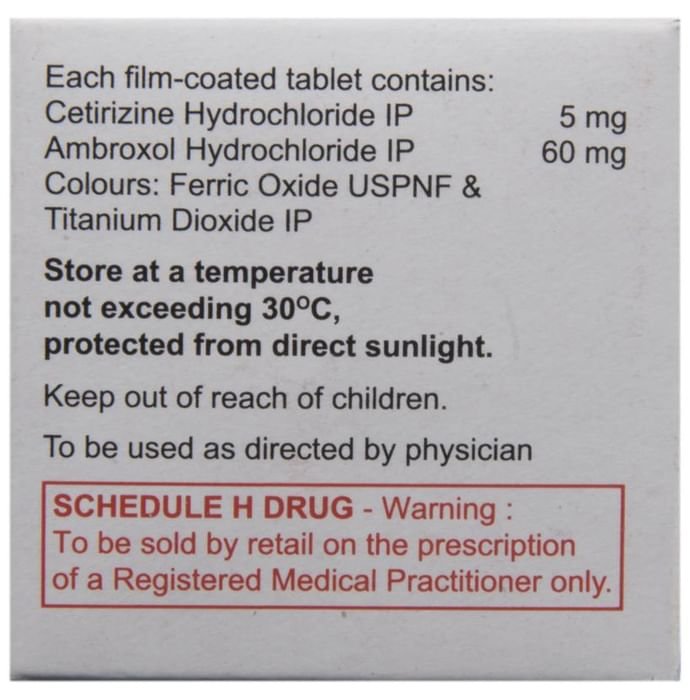 Each film-coated tablet contains:
Cetirizine Hydrochloride IP 5 mg
Ambroxol Hydrochloride IP 60 mg
Colours: Ferric Oxide USPNF &
Titanium Dioxide IP
Store at a temperature
not exceeding 30°C,
protected from direct sunlight.
Keep out of reach of children.
To be used as directed by physician
SCHEDULE H DRUG - Warning :
To be sold by retail on the prescription
of a Registered Medical Practitioner only.